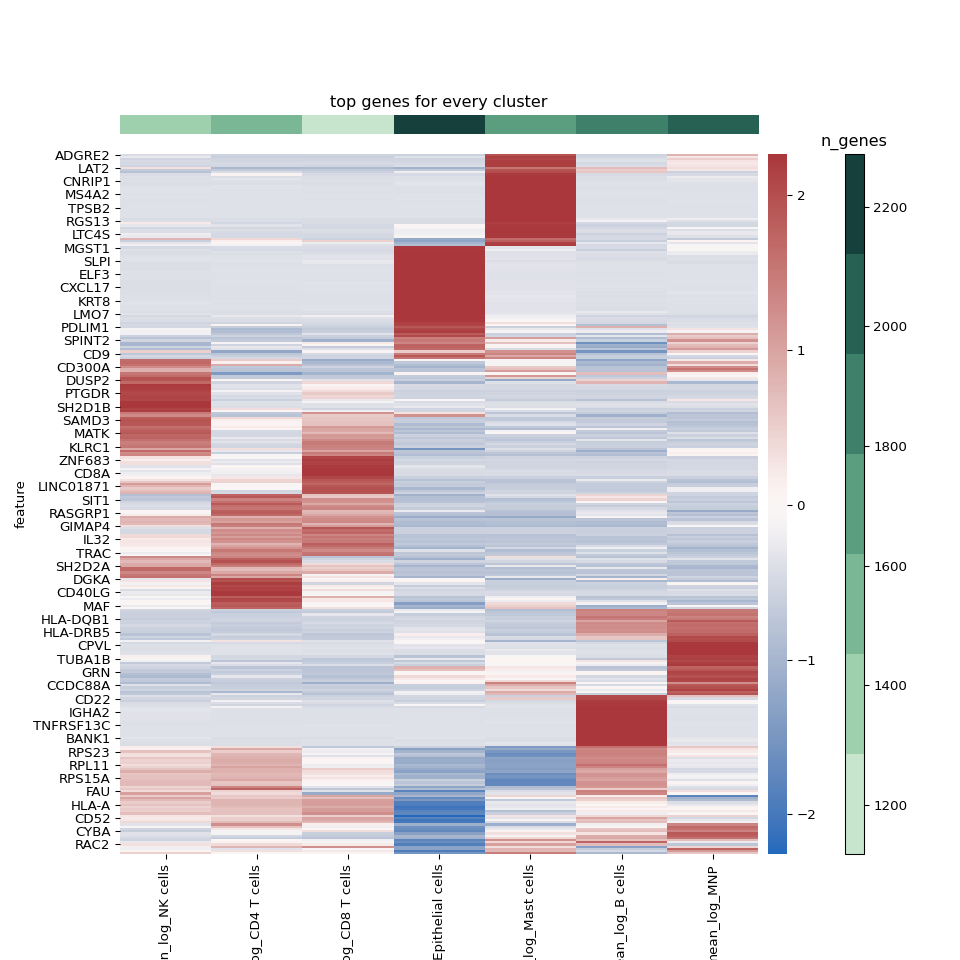 top genes for every cluster
n_genes
ADGRE2
LAT2
CNRIP1
MS4A2
TPSB2
RGS13
LTC4S
MGST1
SLPI
ELF3
CXCL17
KRT8
LMO7
PDLIM1
SPINT2
CD9
CD300A
DUSP2
PTGDR
SH2D1B
SAMD3
MATK
KLRC1
ZNF683
CD8A
LINC01871
SIT1
RASGRP1
GIMAP4
IL32
TRAC
SH2D2A
DGKA
CD40LG
MAF
HLA-DQB1
HLA-DRB5
CPVL
TUBA1B
GRN
CCDC88A
CD22
IGHA2
TNFRSF13C
BANK1
RPS23
RPL11
RPS15A
FAU
HLA-A
CD52
CYBA
RAC2
feature
2
1
0
−1
−2
2200
2000
1800
1600
1400
1200
n_log_NK cells
og_CD4 T cells
og_CD8 T cells
Epithelial cells
_log_Mast cells
an_log_B cells
mean_log_MNP